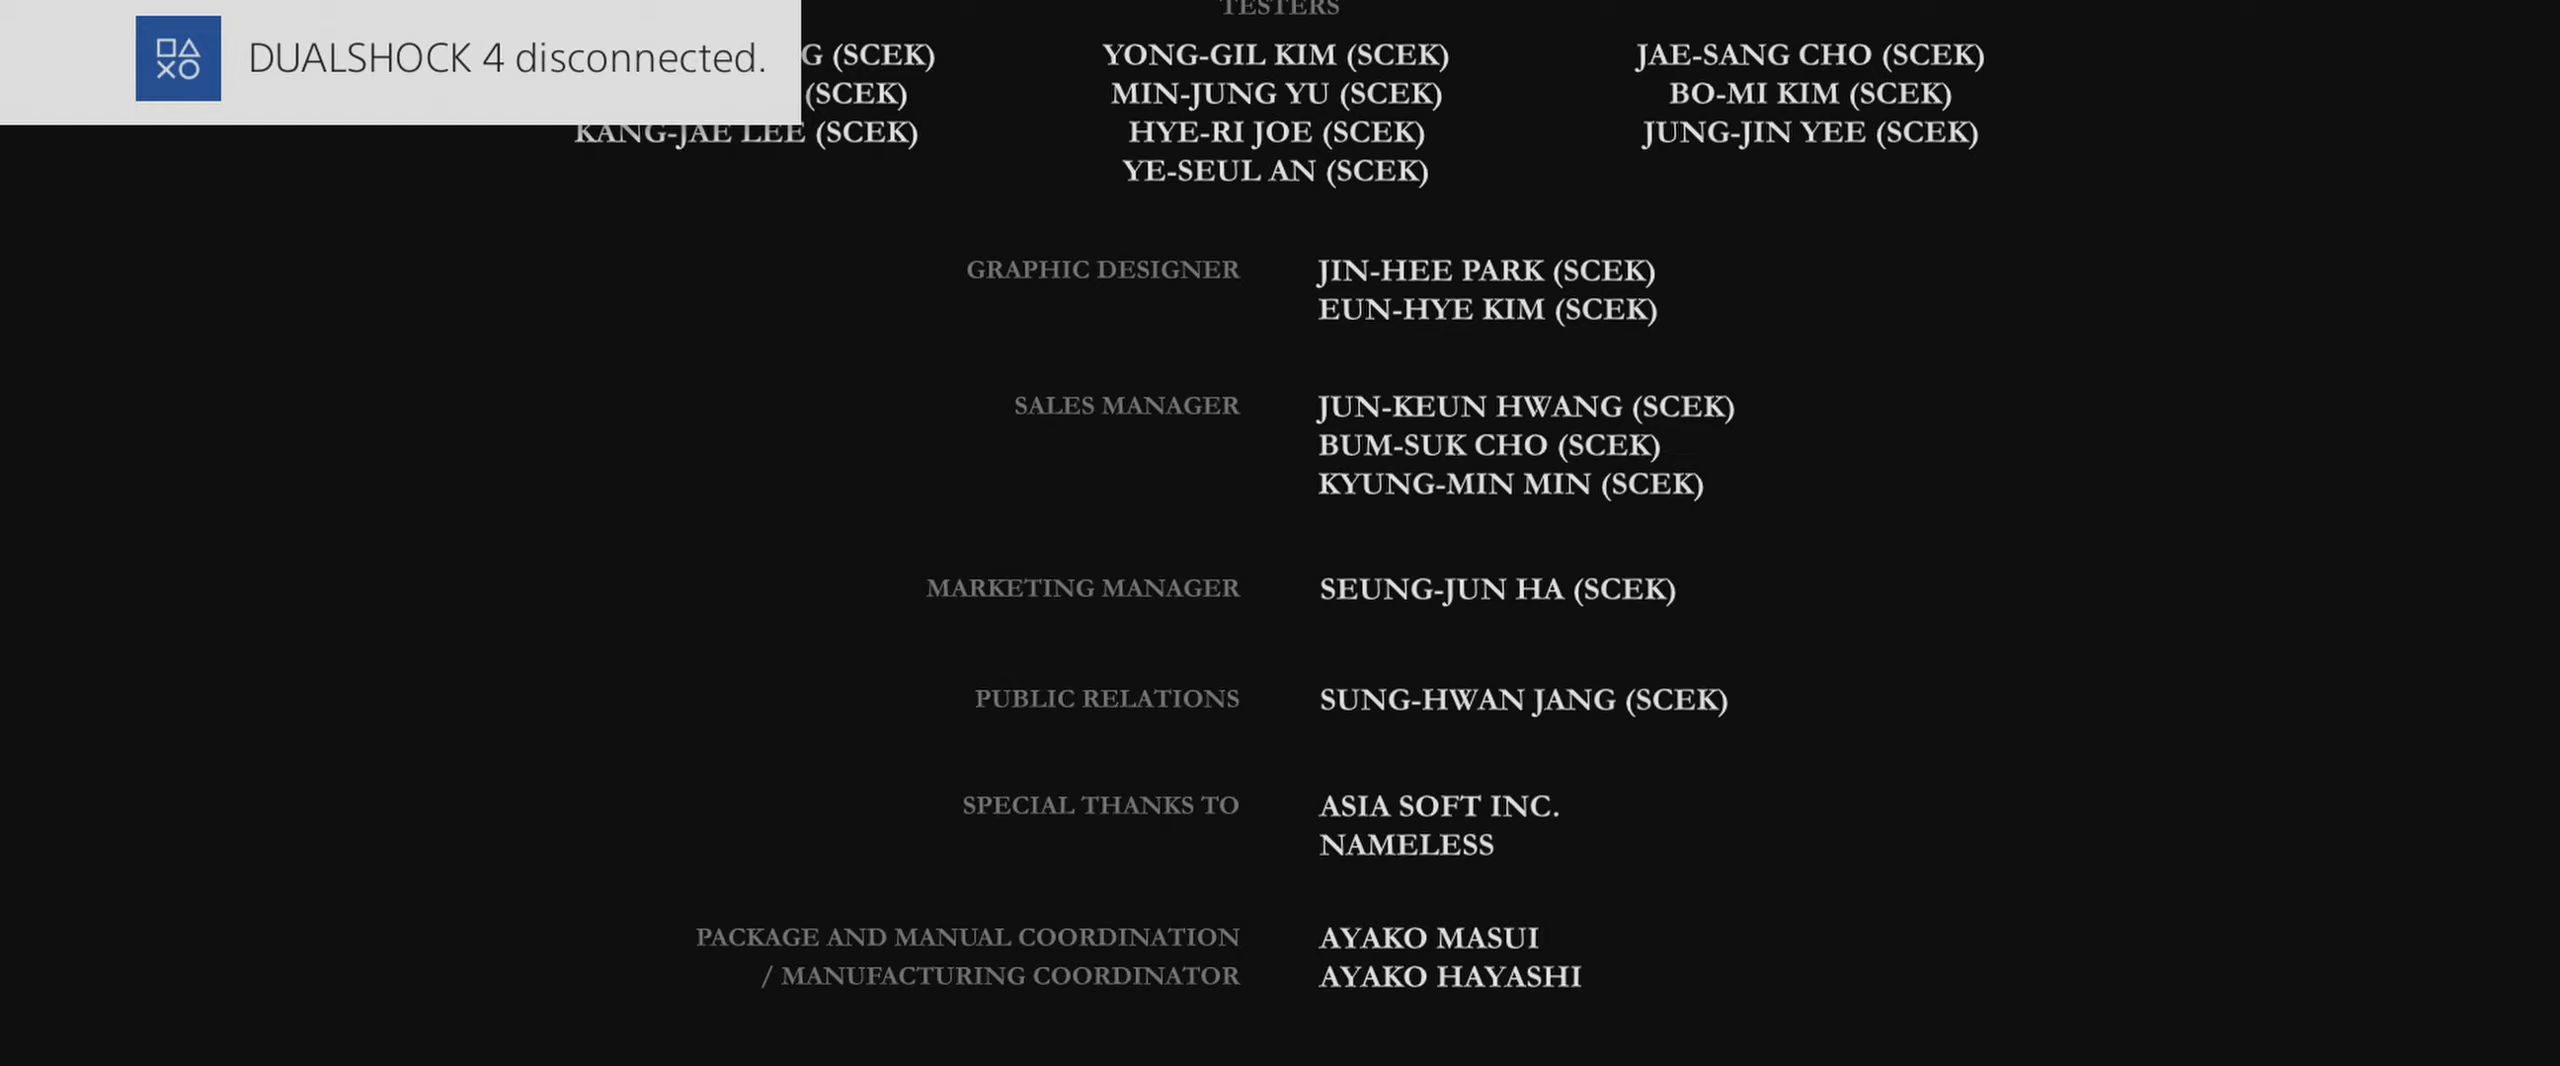 TESTERS
DUALSHOCK 4 disconnected.
G (SCEK) YONG-GIL KIM (SCEK) JAE-SANG CHO (SCEK)
(SCEK) MIN-JUNG YU (SCEK) BO-MI KIM (SCEK)
KANG-JAE LEE (SCEK) HYE-RI JOE (SCEK) JUNG-JIN YEE (SCEK)
YE-SEUL AN (SCEK)
GRAPHIC DESIGNER JIN-HEE PARK (SCEK)
EUN-HYE KIM (SCEK)
SALES MANAGER JUN-KEUN HWANG (SCEK)
BUM-SUK CHO (SCEK)
KYUNG-MIN MIN (SCEK)
MARKETING MANAGER SEUNG-JUN HA (SCEK)
PUBLIC RELATIONS SUNG-HWAN JANG (SCEK)
SPECIAL THANKS TO ASIA SOFT INC.
NAMELESS
PACKAGE AND MANUAL COORDINATION AYAKO MASUI
/ MANUFACTURING COORDINATOR AYAKO HAYASHI